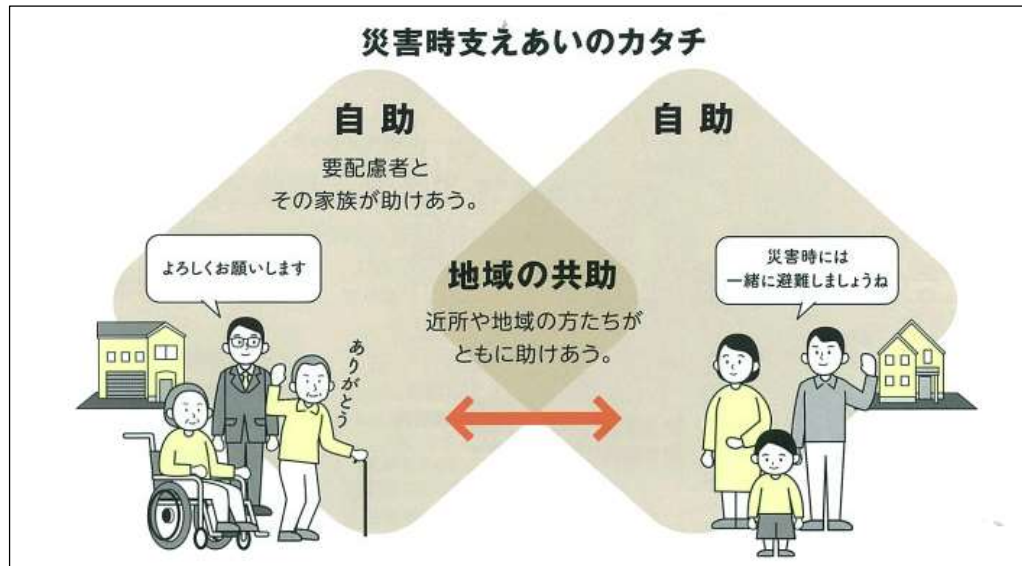 災害時支えあいのカタチ
自助
要配慮者と
その家族が助けあう。
自助
よろしくお願いします
ありがとう
地域の共助
近所や地域の方たちが
ともに助けあう。
災害時には
一緒に避難しましょうね